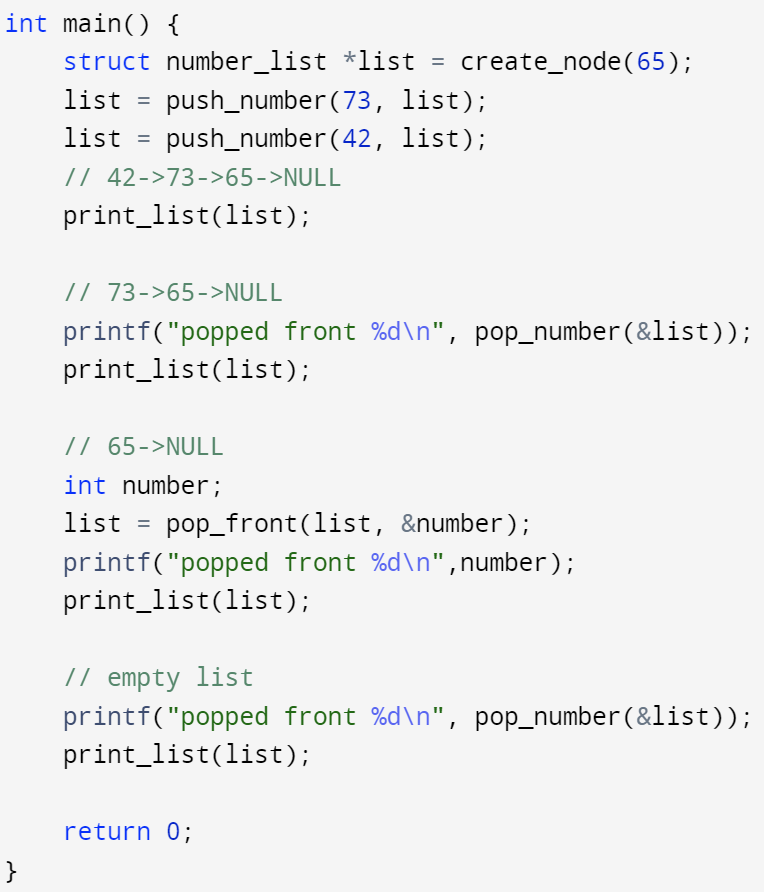 int main() {
    struct number_list *list = create_node(65);
    list = push_number(73, list);
    list = push_number(42, list);
    // 42->73->65->NULL
    print_list(list);

    // 73->65->NULL
    printf("popped front %d\n", pop_number(&list));
    print_list(list);

    // 65->NULL
    int number;
    list = pop_front(list, &number);
    printf("popped front %d\n",number);
    print_list(list);

    // empty list
    printf("popped front %d\n", pop_number(&list));
    print_list(list);

    return 0;
}